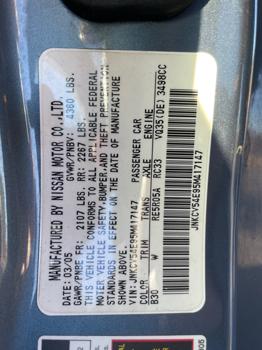 MANUFACTURED BY NISSAN MOTOR CO.,LTD.
03/05 GVWR/PNBV: 4360 LBS.
GAWR/PNBE FR: 2107 LBS. RR: 2267 LBS.
THIS VEHICLE CONFORMS TO ALL APPLICABLE FEDERAL
MOTOR VEHICLE SAFETY,BUMPER,AND THEFT PREVENTION
STANDARDS IN EFFECT ON THE DATE OF MANUFACTURE
SHOWN ABOVE.
VIN: JNKCV54E95M417147 PASSENGER CAR
COLOR TRIM TRANS AXLE ENGINE
B30 W RE5R05A RC33 VQ35(DE) 3498CC
JNKCV54E95M417147